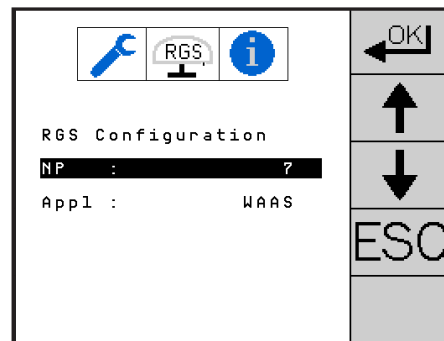 RGS
i
OK
RGS Configuration
NP : 7
Appl : WAAS
ESC